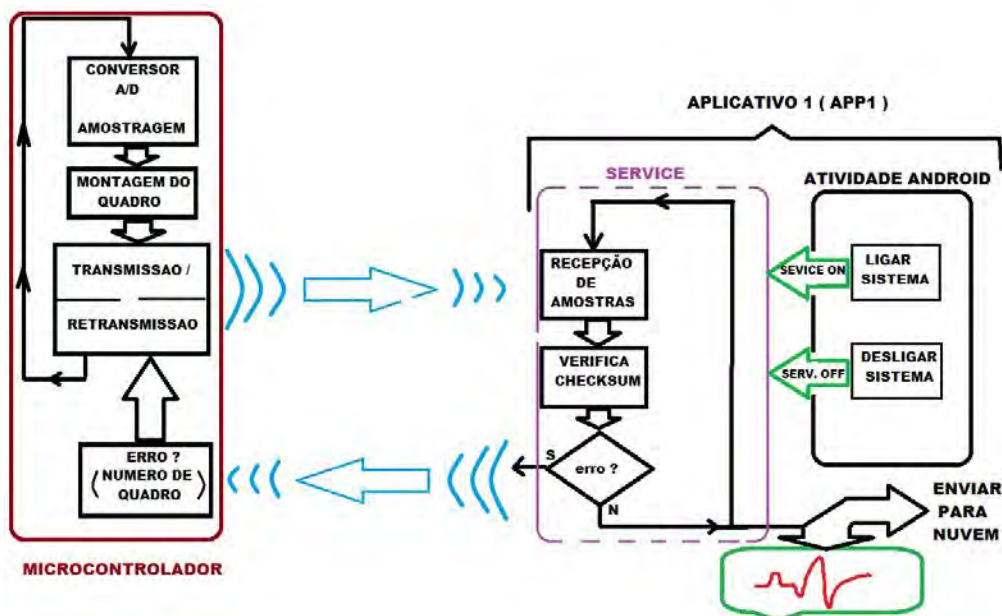 CONVERSOR
A/D
AMOSTRAGEM
MONTAGEM DO
QUADRO
TRANSMISSAO /
RETRANSMISSAO
ERRO ?
NUMERO DE
QUADRO
MICROCONTROLADOR
APLICATIVO 1 ( APP1 )
SERVICE
RECEPÇÃO
DE
AMOSTRAS
VERIFICA
CHECKSUM
S
erro ?
N
ATIVIDADE ANDROID
SEVICE ON
LIGAR
SISTEMA
SERV. OFF
DESLIGAR
SISTEMA
ENVIAR
PARA
NUVEM